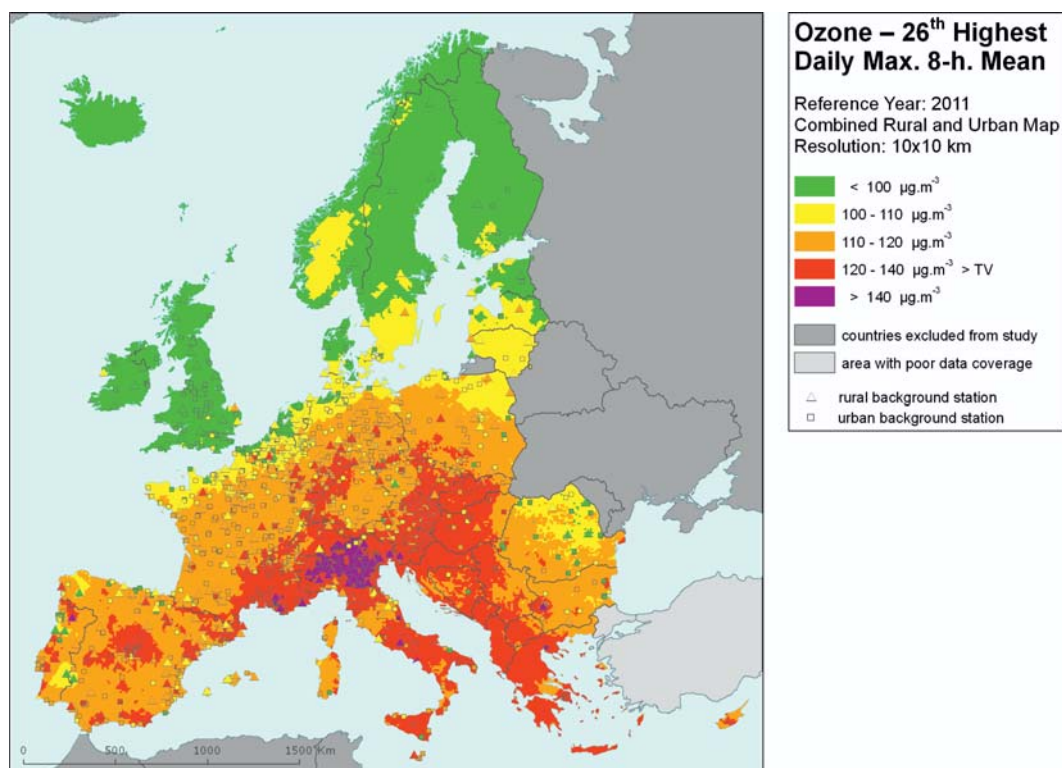 Ozone – 26th Highest
Daily Max. 8-h. Mean
Reference Year: 2011
Combined Rural and Urban Map
Resolution: 10x10 km
< 100 µg.m-3
100 - 110 µg.m-3
110 - 120 µg.m-3
120 - 140 µg.m-3 > TV
> 140 µg.m-3
countries excluded from study
area with poor data coverage
rural background station
urban background station
0 500 1000 1500 Km